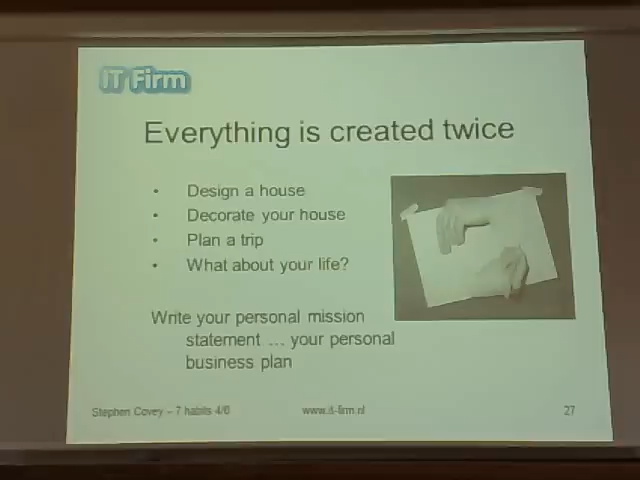 iT Firm
Everything is created twice
• Design a house
• Decorate your house
• Plan a trip
• What about your life?
Write your personal mission
statement ... your personal
business plan
Stephen Covey – 7 habits 4/6
www.it-firm.nl
27